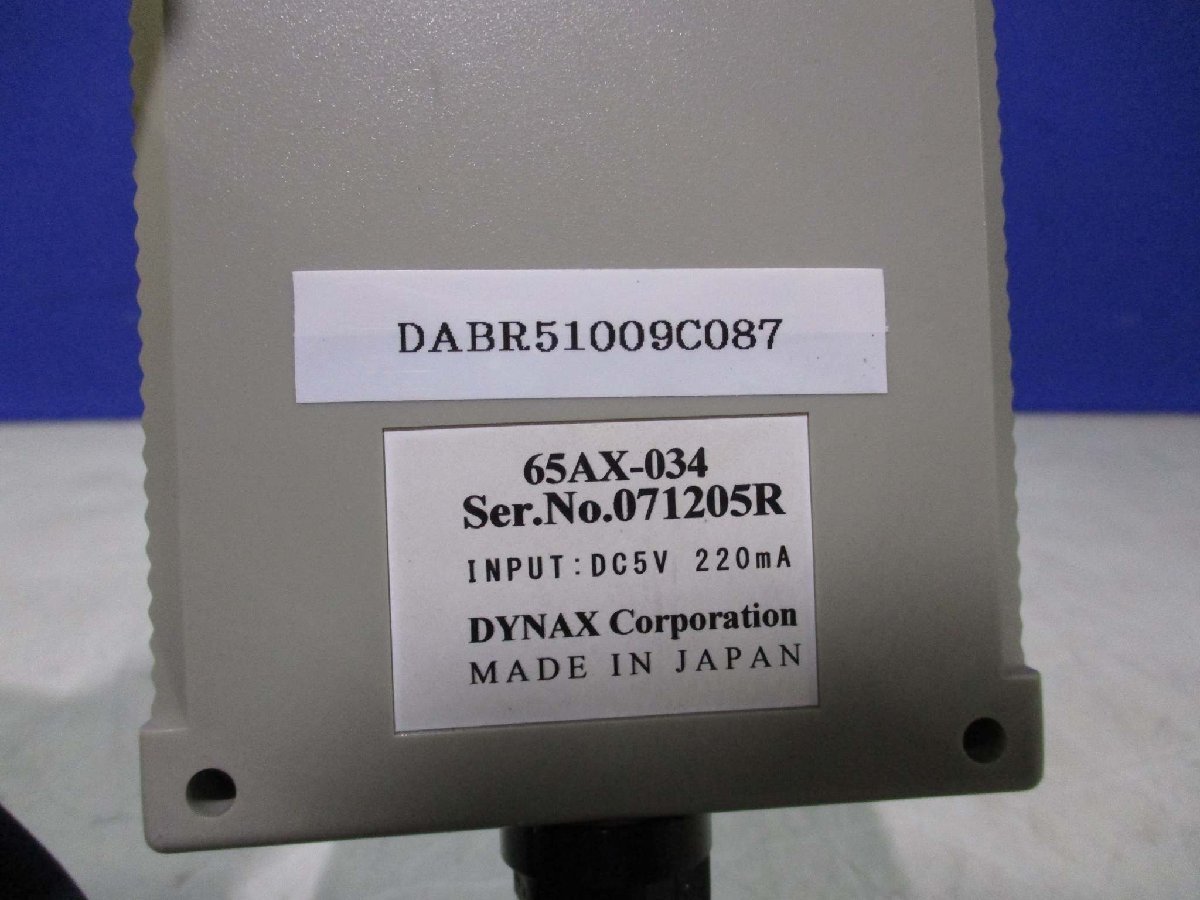 DABR51009C087
65AX-034
Ser.No.071205R
INPUT:DC5V 220mA
DYNAX Corporation
MADE IN JAPAN